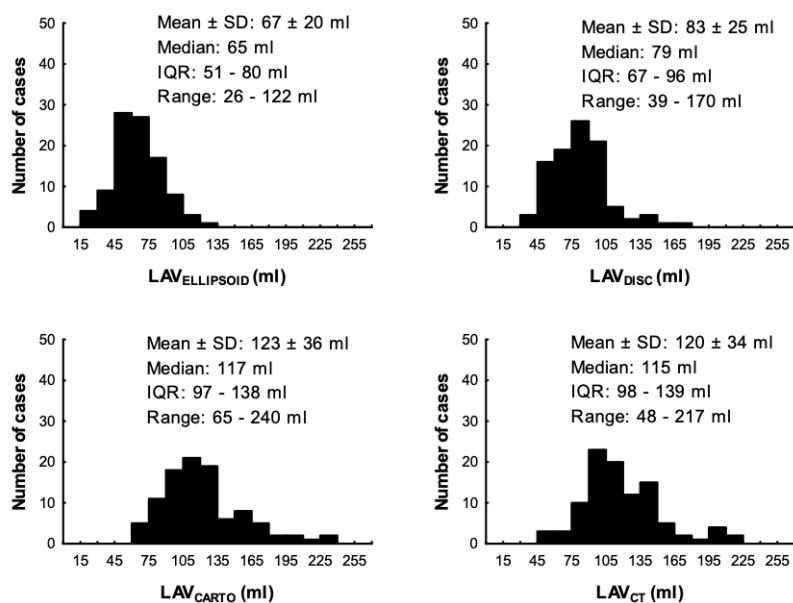 50
40
30
20
10
0
Number of cases
Mean ± SD: 67 ± 20 ml
Median: 65 ml
IQR: 51 - 80 ml
Range: 26 - 122 ml
15 45 75 105 135 165 195 225 255
LAV_ELLIPSOID (ml)
50
40
30
20
10
0
Number of cases
Mean ± SD: 83 ± 25 ml
Median: 79 ml
IQR: 67 - 96 ml
Range: 39 - 170 ml
15 45 75 105 135 165 195 225 255
LAV_DISC (ml)
50
40
30
20
10
0
Number of cases
Mean ± SD: 123 ± 36 ml
Median: 117 ml
IQR: 97 - 138 ml
Range: 65 - 240 ml
15 45 75 105 135 165 195 225 255
LAV_CARTO (ml)
50
40
30
20
10
0
Number of cases
Mean ± SD: 120 ± 34 ml
Median: 115 ml
IQR: 98 - 139 ml
Range: 48 - 217 ml
15 45 75 105 135 165 195 225 255
LAV_CT (ml)